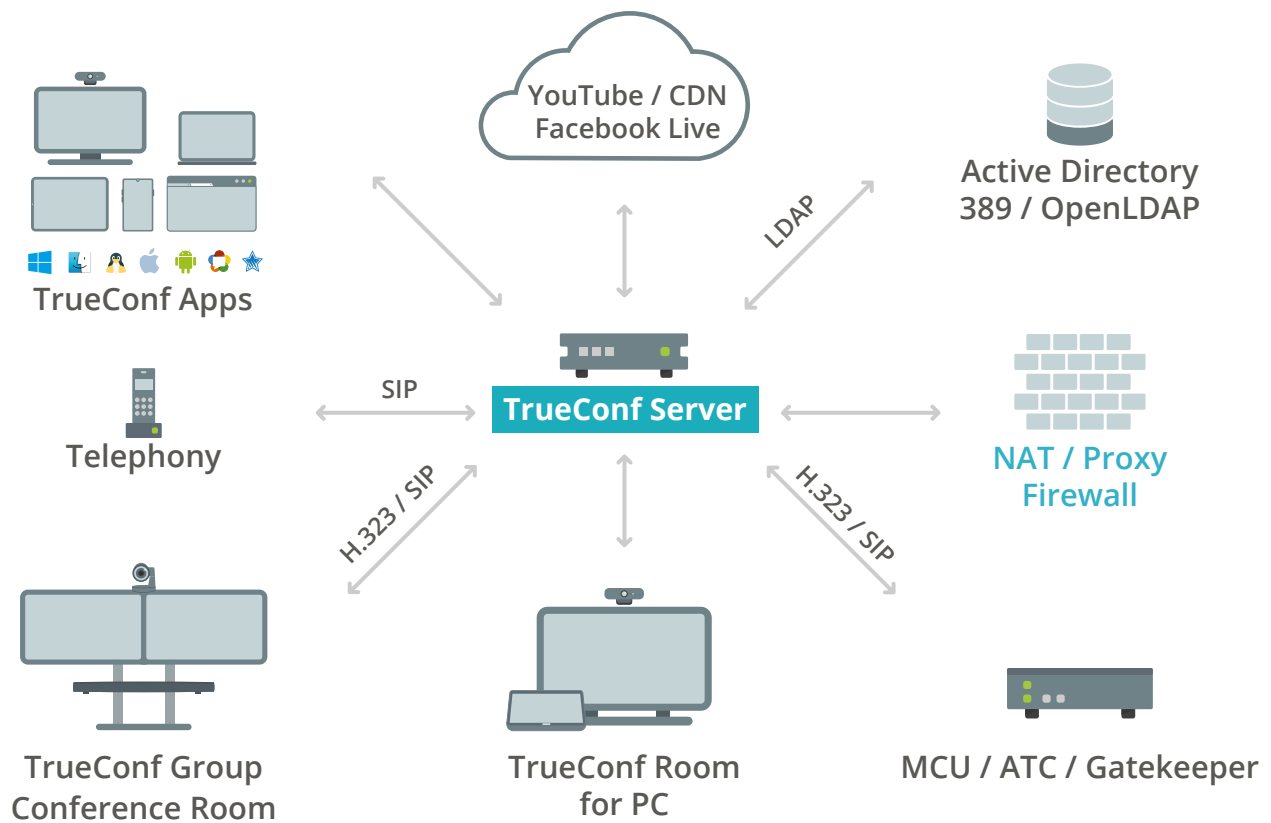 YouTube / CDN
Facebook Live
Active Directory
389 / OpenLDAP
LDAP
TrueConf Apps
SIP
TrueConf Server
Telephony
NAT / Proxy
Firewall
H.323 / SIP
H.323 / SIP
TrueConf Group
Conference Room
TrueConf Room
for PC
MCU / ATC / Gatekeeper